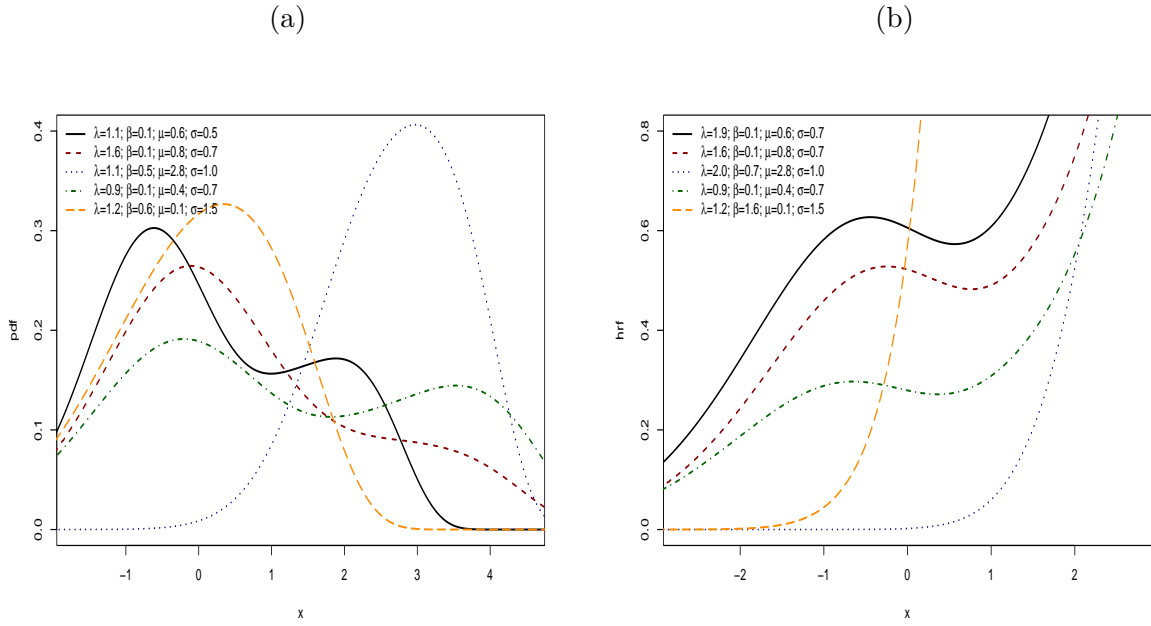 (a)
0.0 0.1 0.2 0.3 0.4
pdf
λ=1.1; β=0.1; μ=0.6; σ=0.5
λ=1.6; β=0.1; μ=0.8; σ=0.7
λ=1.1; β=0.5; μ=2.8; σ=1.0
λ=0.9; β=0.1; μ=0.4; σ=0.7
λ=1.2; β=0.6; μ=0.1; σ=1.5
−1 0 1 2 3 4
x
(b)
0.0 0.2 0.4 0.6 0.8
hrf
λ=1.9; β=0.1; μ=0.6; σ=0.7
λ=1.6; β=0.1; μ=0.8; σ=0.7
λ=2.0; β=0.7; μ=2.8; σ=1.0
λ=0.9; β=0.1; μ=0.4; σ=0.7
λ=1.2; β=1.6; μ=0.1; σ=1.5
−2 −1 0 1 2
x